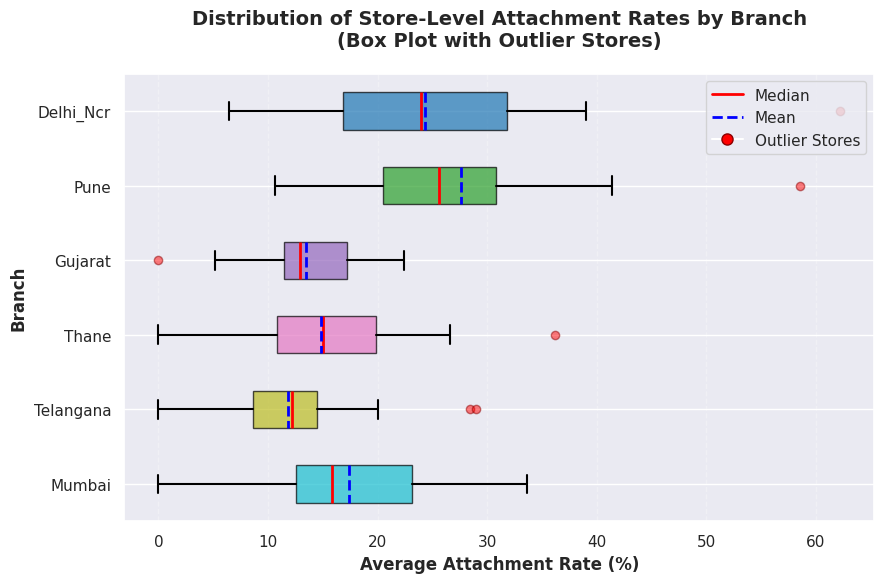 Distribution of Store-Level Attachment Rates by Branch
(Box Plot with Outlier Stores)
Delhi_Ncr
Pune
Gujarat
Thane
Telangana
Mumbai
Branch
Median
Mean
Outlier Stores
0 10 20 30 40 50 60
Average Attachment Rate (%)